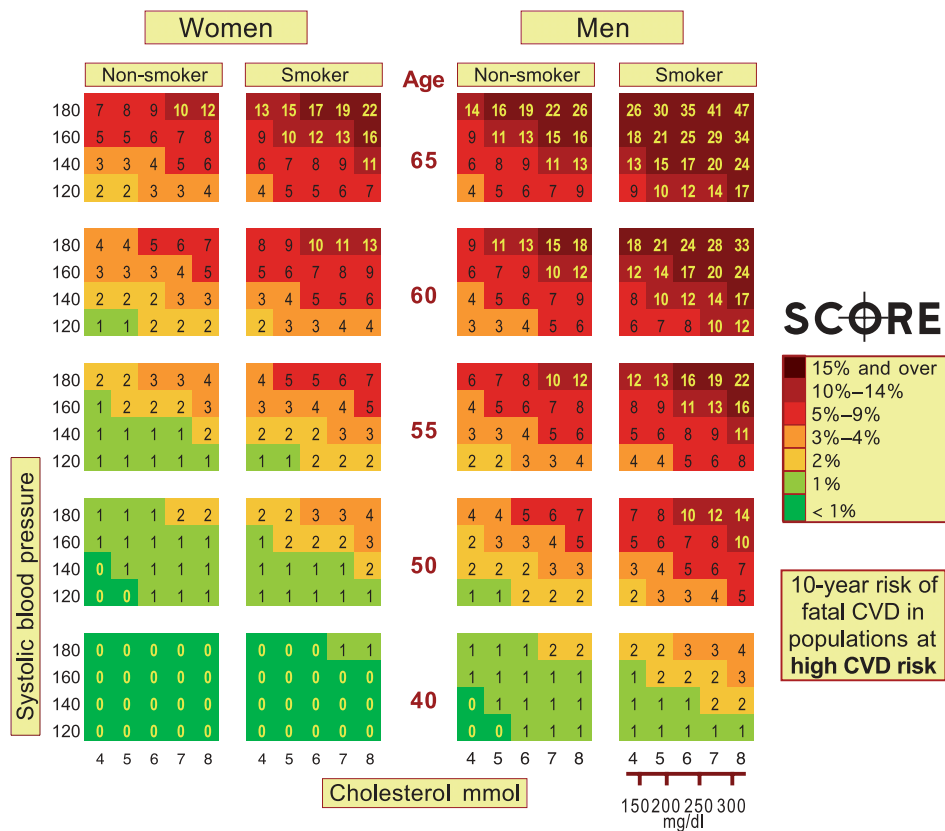 Women Men
Non-smoker Smoker Age Non-smoker Smoker
180 7 8 9 10 12 13 15 17 19 22 14 16 19 22 26 26 30 35 41 47
160 5 5 6 7 8 9 10 12 13 16 9 11 13 15 16 18 21 25 29 34
65
140 3 3 4 5 6 6 7 8 9 11 6 8 9 11 13 13 15 17 20 24
120 2 2 3 3 4 4 5 5 6 7 4 5 6 7 9 9 10 12 14 17
180 4 4 5 6 7 8 9 10 11 13 9 11 13 15 18 18 21 24 28 33
160 3 3 3 4 5 5 6 7 8 9 6 7 9 10 12 12 14 17 20 24
60
140 2 2 2 3 3 3 4 5 5 6 4 5 6 7 9 8 10 12 14 17
120 1 1 2 2 2 2 3 3 4 4 3 3 4 5 6 6 7 8 10 12
180 2 2 3 3 4 4 5 5 6 7 6 7 8 10 12 12 13 16 19 22
160 1 2 2 2 3 3 3 4 4 5 4 5 6 7 8 8 9 11 13 16
55
140 1 1 1 1 2 2 2 2 3 3 3 3 4 5 6 5 6 8 9 11
120 1 1 1 1 1 1 1 2 2 2 2 2 3 3 4 4 4 5 6 8
180 1 1 1 2 2 2 2 3 3 4 4 4 5 6 7 7 8 10 12 14
160 1 1 1 1 1 1 2 2 2 3 2 3 3 4 5 5 6 7 8 10
50
140 0 1 1 1 1 1 1 1 1 2 2 2 2 3 3 3 4 5 6 7
120 0 0 1 1 1 1 1 1 1 1 1 1 2 2 2 2 3 3 4 5
180 0 0 0 0 0 0 0 0 1 1 1 1 1 2 2 2 2 3 3 4
160 0 0 0 0 0 0 0 0 0 0 1 1 1 1 1 1 2 2 2 3
40
140 0 0 0 0 0 0 0 0 0 0 0 1 1 1 1 1 1 1 2 2
120 0 0 0 0 0 0 0 0 0 0 0 0 1 1 1 1 1 1 1 1
4 5 6 7 8 4 5 6 7 8 4 5 6 7 8 4 5 6 7 8
Systolic blood pressure
Cholesterol mmol
150 200 250 300
mg/dl
SCORE
15% and over
10%–14%
5%–9%
3%–4%
2%
1%
< 1%
10-year risk of
fatal CVD in
populations at
high CVD risk